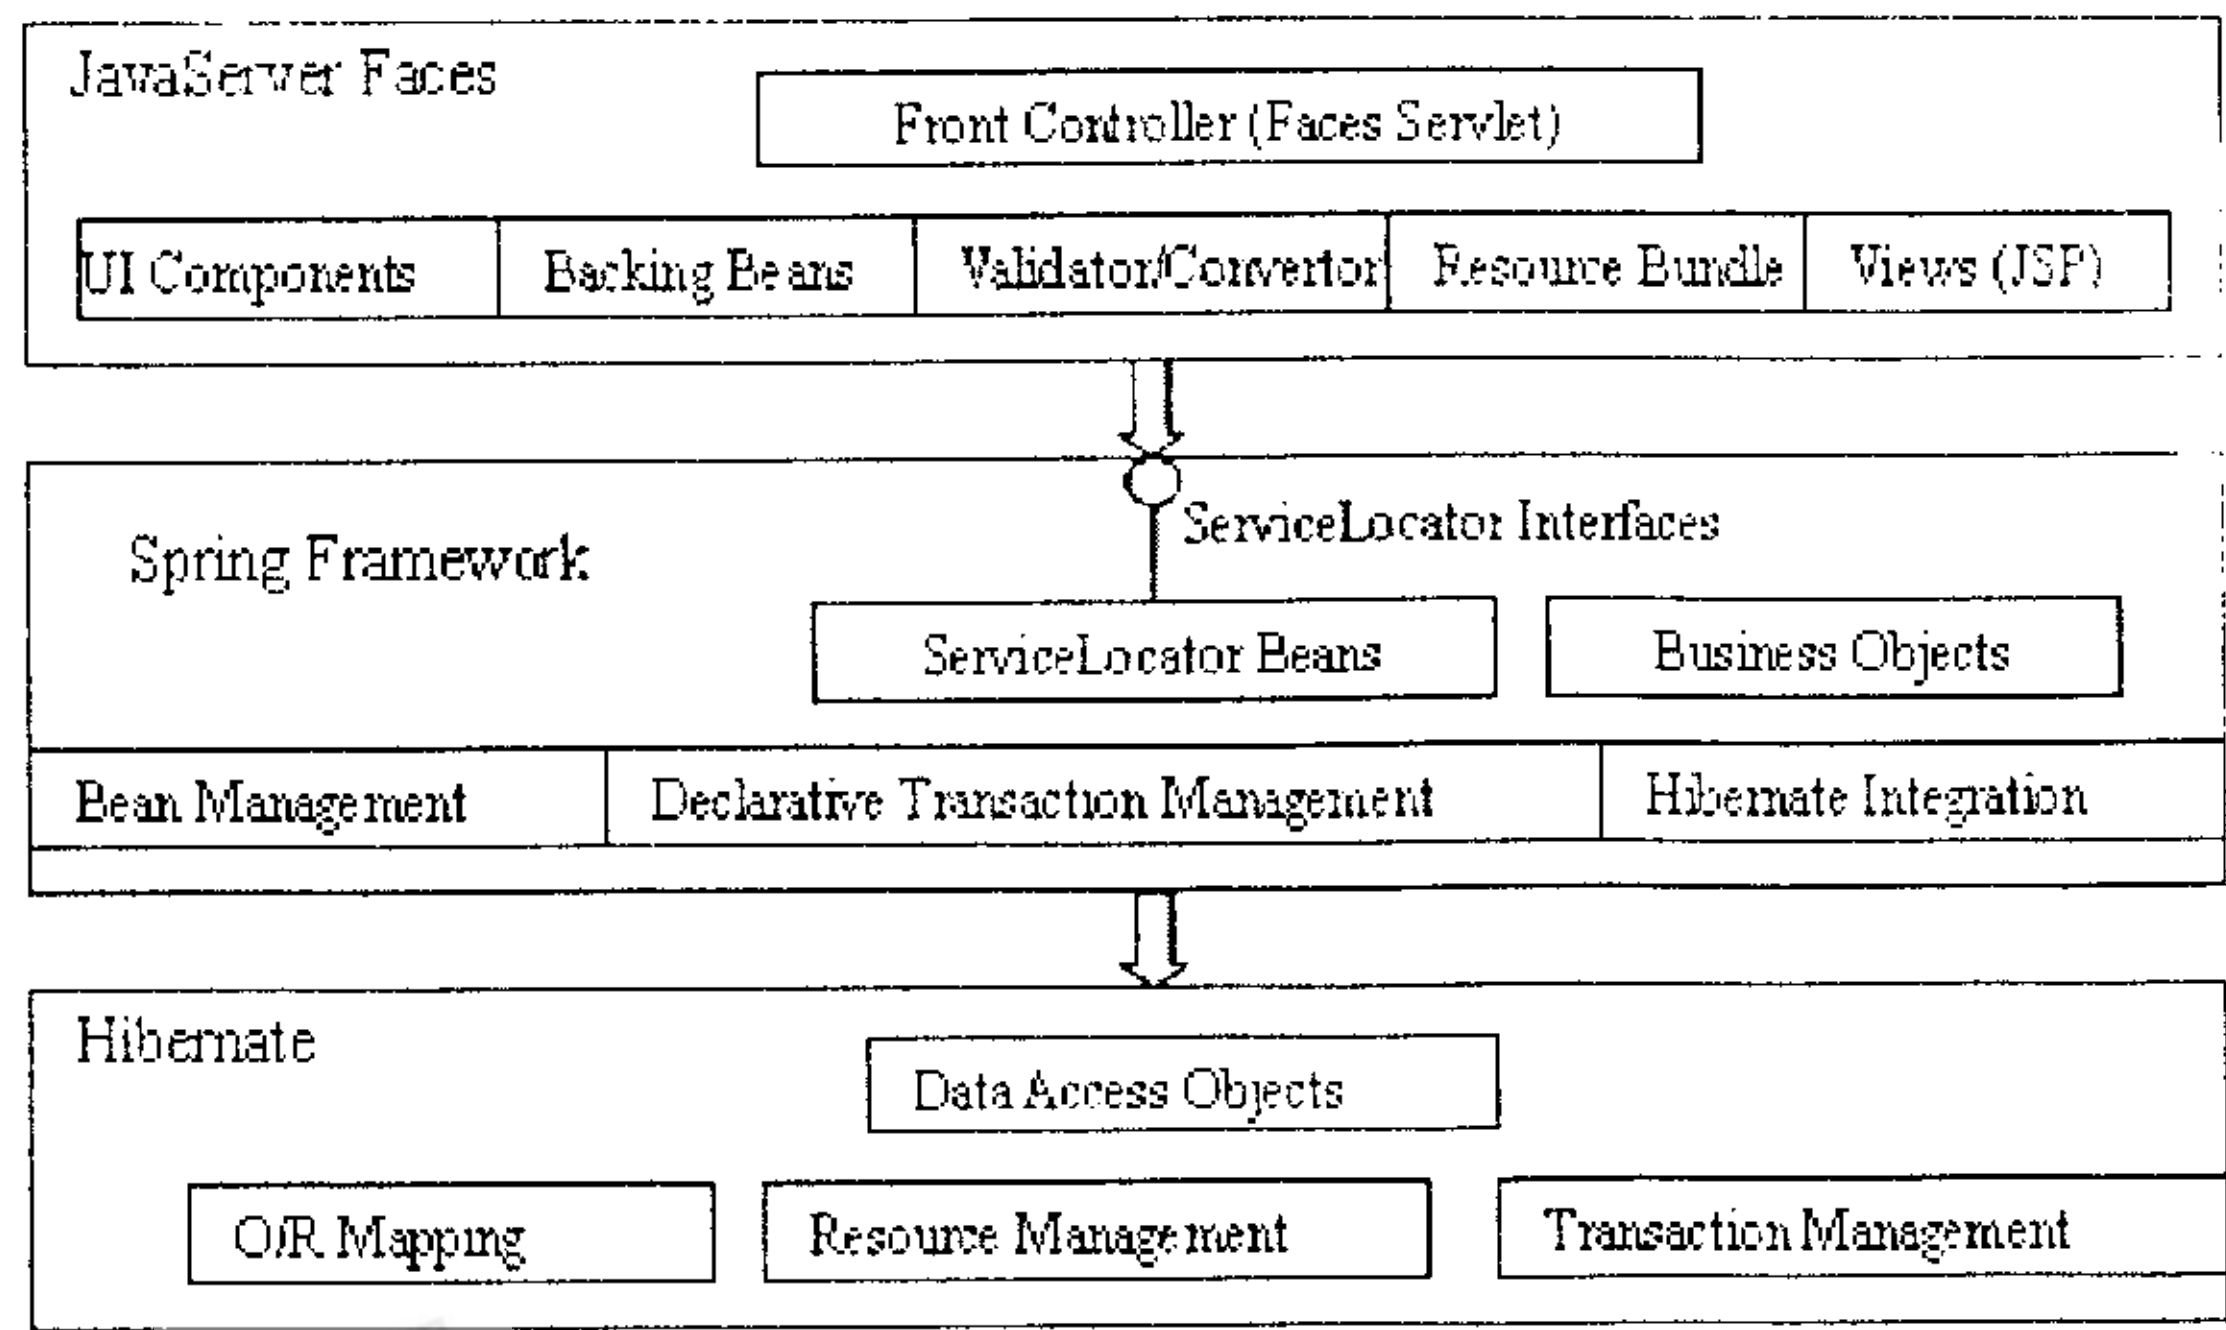 JavaServer Faces
Front Controller (Faces Servlet)
UI Components Backing Beans Validator/Convertor Resource Bundle Views (JSP)
ServiceLocator Interfaces
Spring Framework
ServiceLocator Beans Business Objects
Bean Management Declarative Transaction Management Hibernate Integration
Hibernate
Data Access Objects
O/R Mapping Resource Management Transaction Management